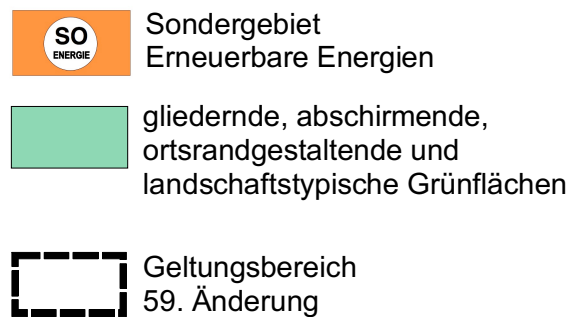 SO
ENERGIE
Sondergebiet
Erneuerbare Energien
gliedernde, abschirmende,
ortsrandgestaltende und
landschaftstypische Grünflächen
Geltungsbereich
59. Änderung